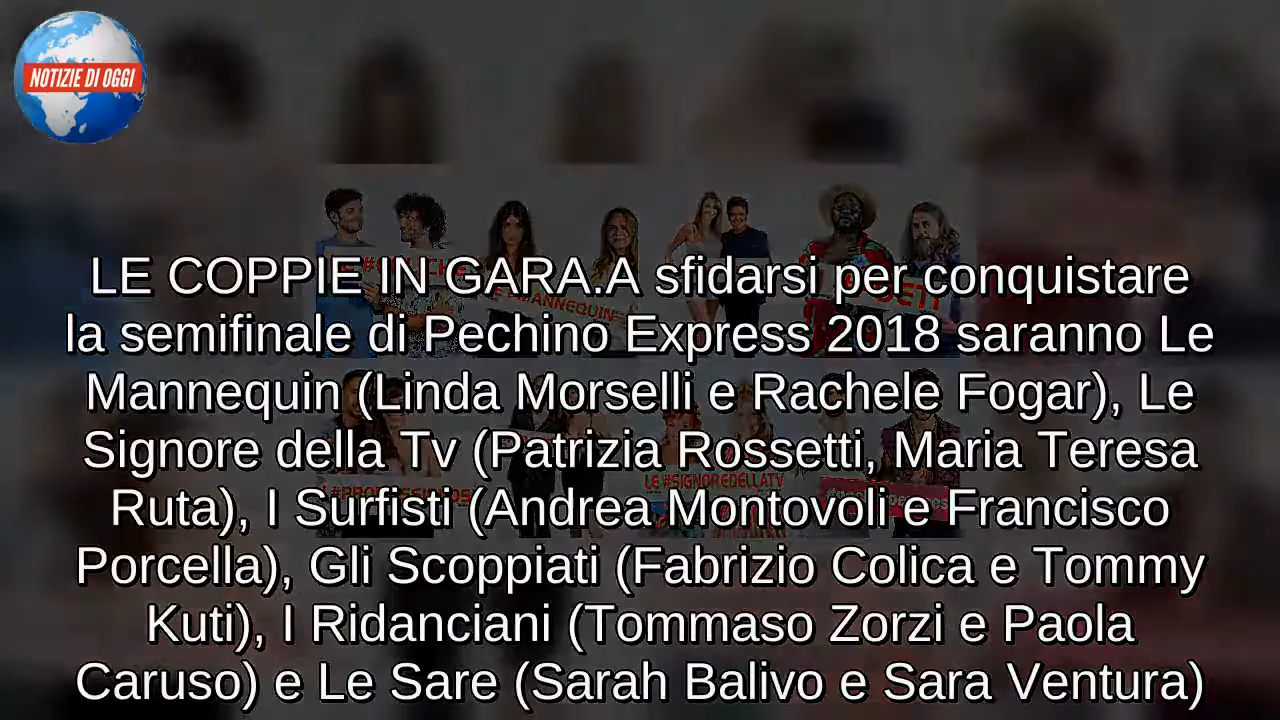 NOTIZIE DI OGGI
LE COPPIE IN GARA.A sfidarsi per conquistare
la semifinale di Pechino Express 2018 saranno Le
Mannequin (Linda Morselli e Rachele Fogar), Le
Signore della Tv (Patrizia Rossetti, Maria Teresa
Ruta), I Surfisti (Andrea Montovoli e Francisco
Porcella), Gli Scoppiati (Fabrizio Colica e Tommy
Kuti), I Ridanciani (Tommaso Zorzi e Paola
Caruso) e Le Sare (Sarah Balivo e Sara Ventura)
LE #SIGNOREDELLATV